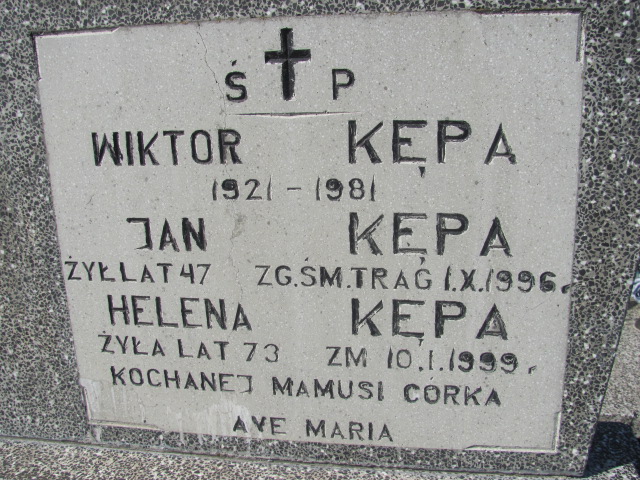 Ś P
WIKTOR KĘPA
1921 - 1981
JAN KĘPA
ŻYŁ LAT 47 ZG. ŚM. TRAG 1.X.1996.
HELENA KĘPA
ŻYŁA LAT 73 ZM 10.1.1999.
KOCHANEJ MAMUSI CÓRKA
AVE MARIA